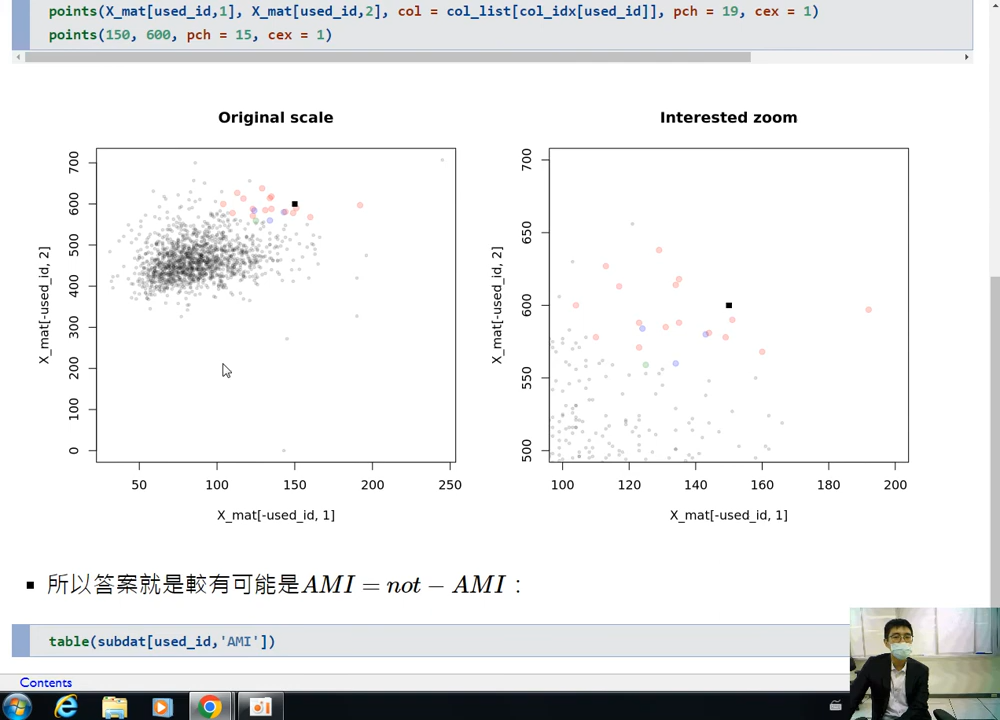 points(X_mat[used_id,1], X_mat[used_id,2], col = col_list[col_idx[used_id]], pch = 19, cex = 1)
points(150, 600, pch = 15, cex = 1)
Original scale
X_mat[-used_id, 2]
700
600
500
400
300
200
100
0
50 100 150 200 250
X_mat[-used_id, 1]
Interested zoom
X_mat[-used_id, 2]
700
650
600
550
500
100 120 140 160 180 200
X_mat[-used_id, 1]
所以答案就是較有可能是AMI = not − AMI：
table(subdat[used_id,'AMI'])
Contents